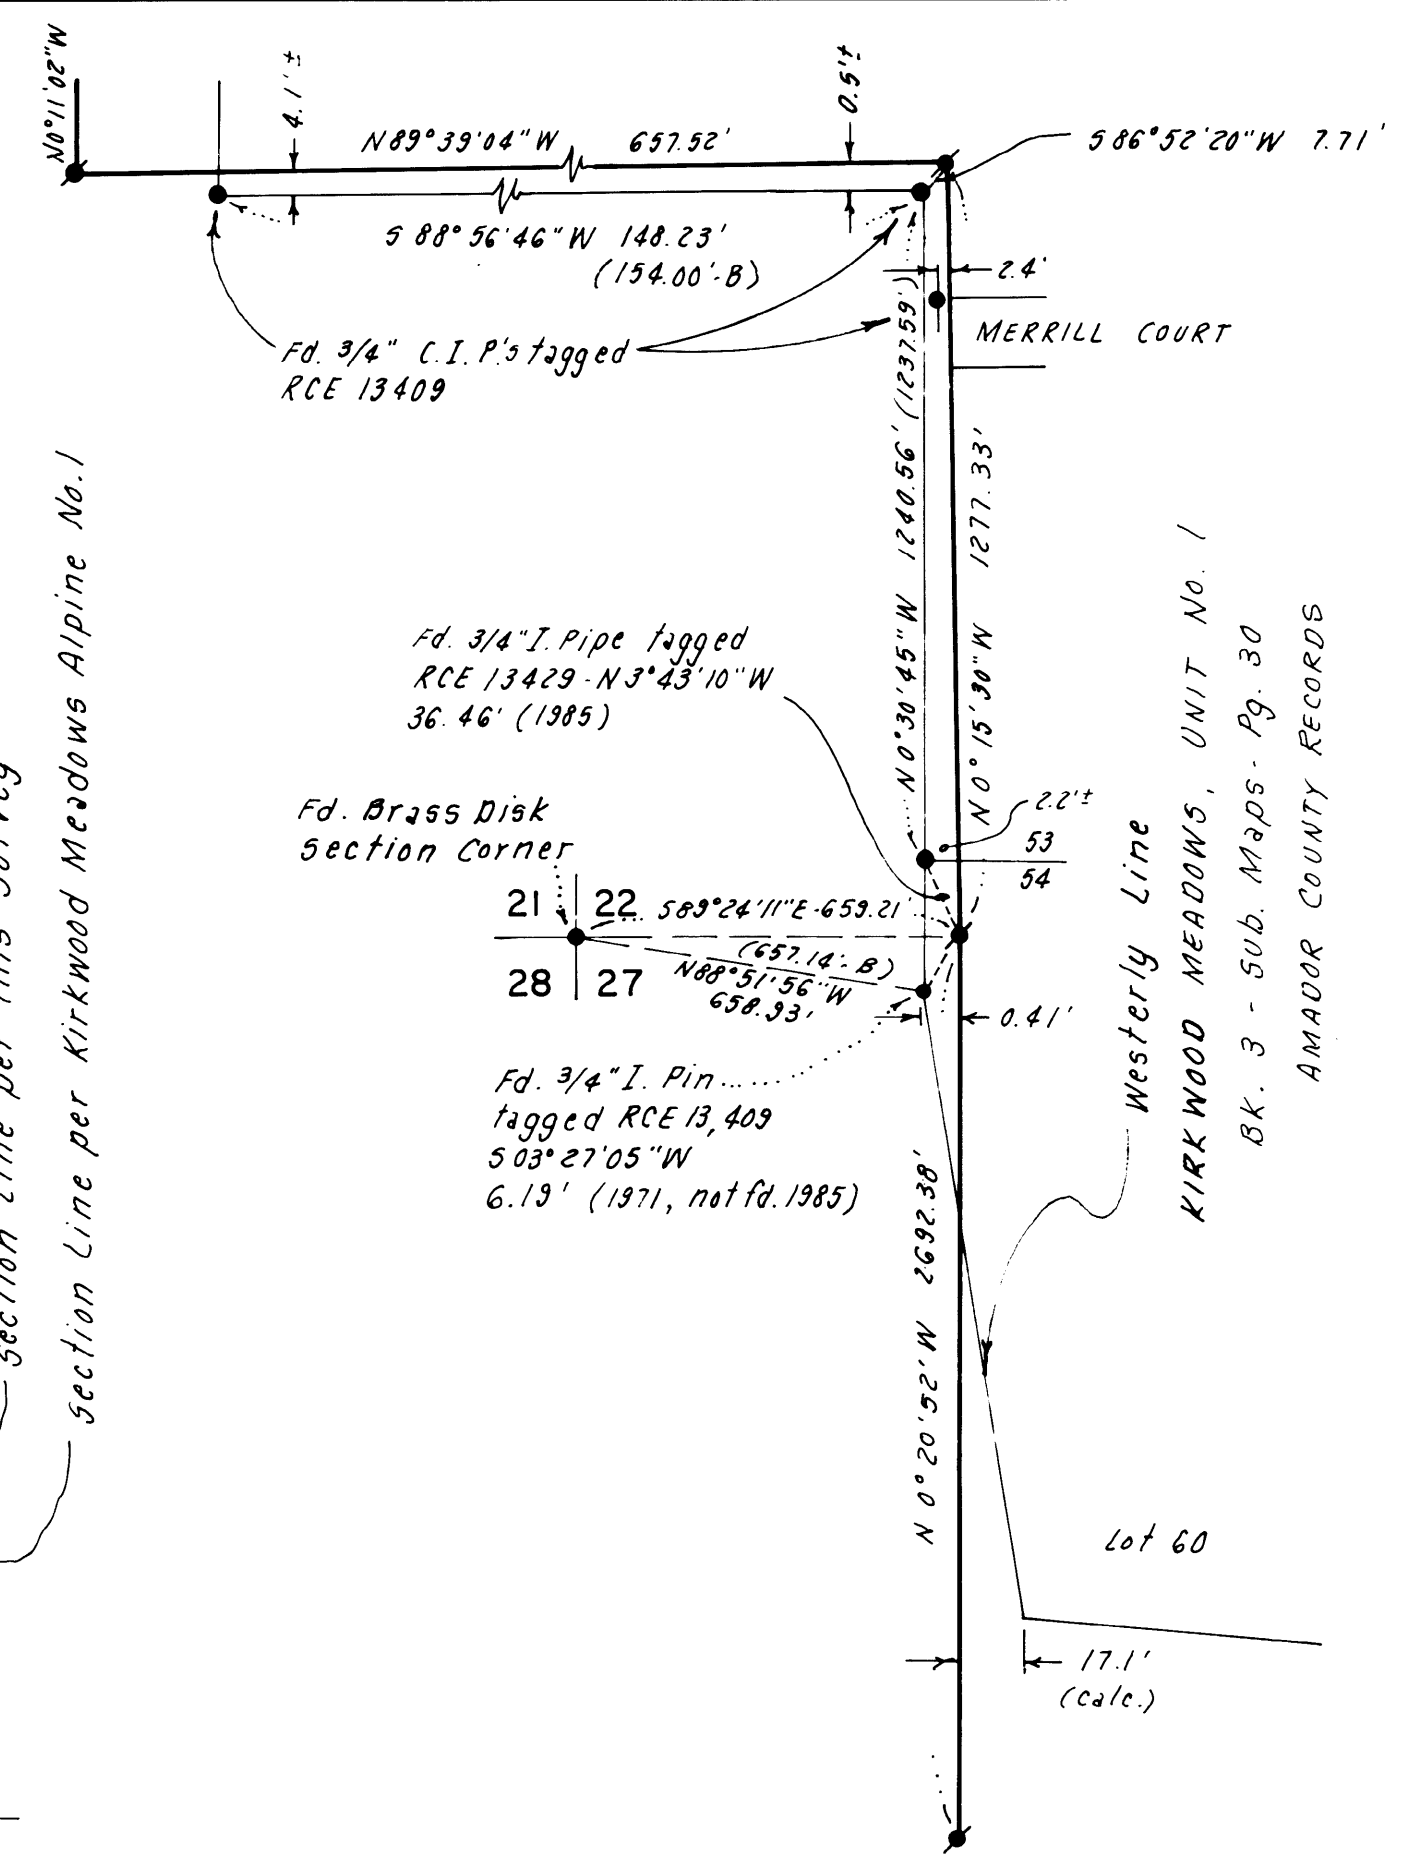 N0°11'02"W
4.1'±
N89°39'04"W 657.52'
0.5'±
S86°52'20"W 7.71'
S88°56'46"W 148.23'
(154.00'-B)
2.4'
MERRILL COURT
Fd. 3/4" C.I.P.'s tagged
RCE 13409
N0°30'45"W 1240.56' (1237.59')
N0°15'30"W 1277.33'
Fd. 3/4" I. Pipe tagged
RCE 13429 - N3°43'10"W
36.46' (1985)
Fd. Brass Disk
Section Corner
2.2'±
53
54
21 22
28 27
S89°24'11"E-659.21'
(657.14'-B)
N88°51'56"W
658.93'
0.41'
Fd. 3/4" I. Pin
tagged RCE 13,409
S03°27'05"W
6.19' (1971, not fd. 1985)
N0°20'52"W 2692.38'
Westerly Line
KIRKWOOD MEADOWS, UNIT No. 1
BK. 3 - Sub. Maps - Pg. 30
AMADOR COUNTY RECORDS
Section Line per This Survey
Section Line per Kirkwood Meadows Alpine No. 1
Lot 60
17.1'
(calc.)